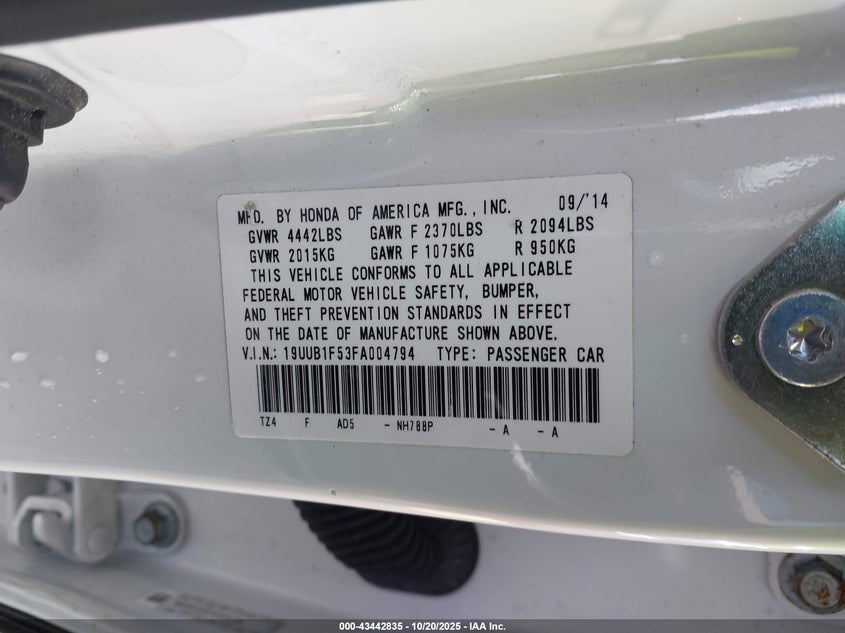 MFD. BY HONDA OF AMERICA MFG., INC. 09/'14
GVWR 4442LBS GAWR F 2370LBS R 2094LBS
GVWR 2015KG GAWR F 1075KG R 950KG
THIS VEHICLE CONFORMS TO ALL APPLICABLE
FEDERAL MOTOR VEHICLE SAFETY, BUMPER,
AND THEFT PREVENTION STANDARDS IN EFFECT
ON THE DATE OF MANUFACTURE SHOWN ABOVE.
V.I.N.: 19UUB1F53FA004794 TYPE: PASSENGER CAR
TZ4 F AD5 - NH788P - A - A
000-43442835 | 10/20/2025 | IAA Inc.